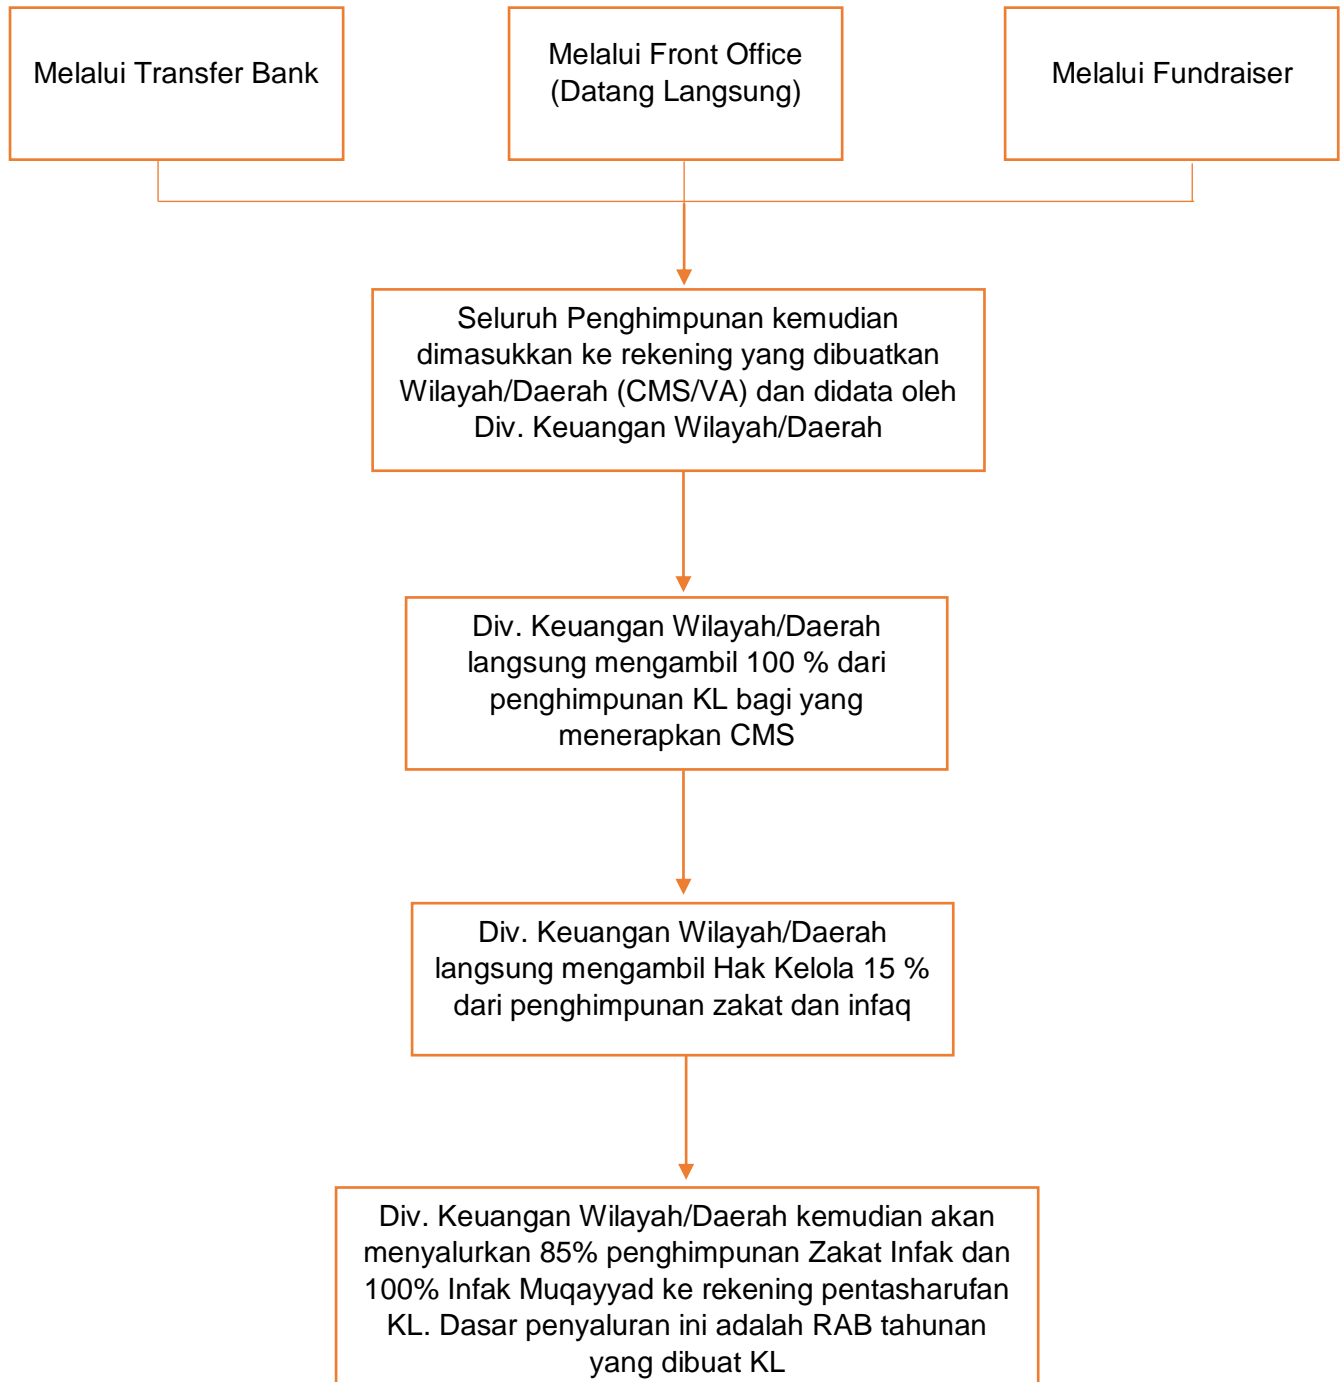 Melalui Transfer Bank
Melalui Front Office
(Datang Langsung)
Melalui Fundraiser
Seluruh Penghimpunan kemudian
dimasukkan ke rekening yang dibuatkan
Wilayah/Daerah (CMS/VA) dan didata oleh
Div. Keuangan Wilayah/Daerah
Div. Keuangan Wilayah/Daerah
langsung mengambil 100 % dari
penghimpunan KL bagi yang
menerapkan CMS
Div. Keuangan Wilayah/Daerah
langsung mengambil Hak Kelola 15 %
dari penghimpunan zakat dan infaq
Div. Keuangan Wilayah/Daerah kemudian akan
menyalurkan 85% penghimpunan Zakat Infak dan
100% Infak Muqayyad ke rekening pentasharufan
KL. Dasar penyaluran ini adalah RAB tahunan
yang dibuat KL